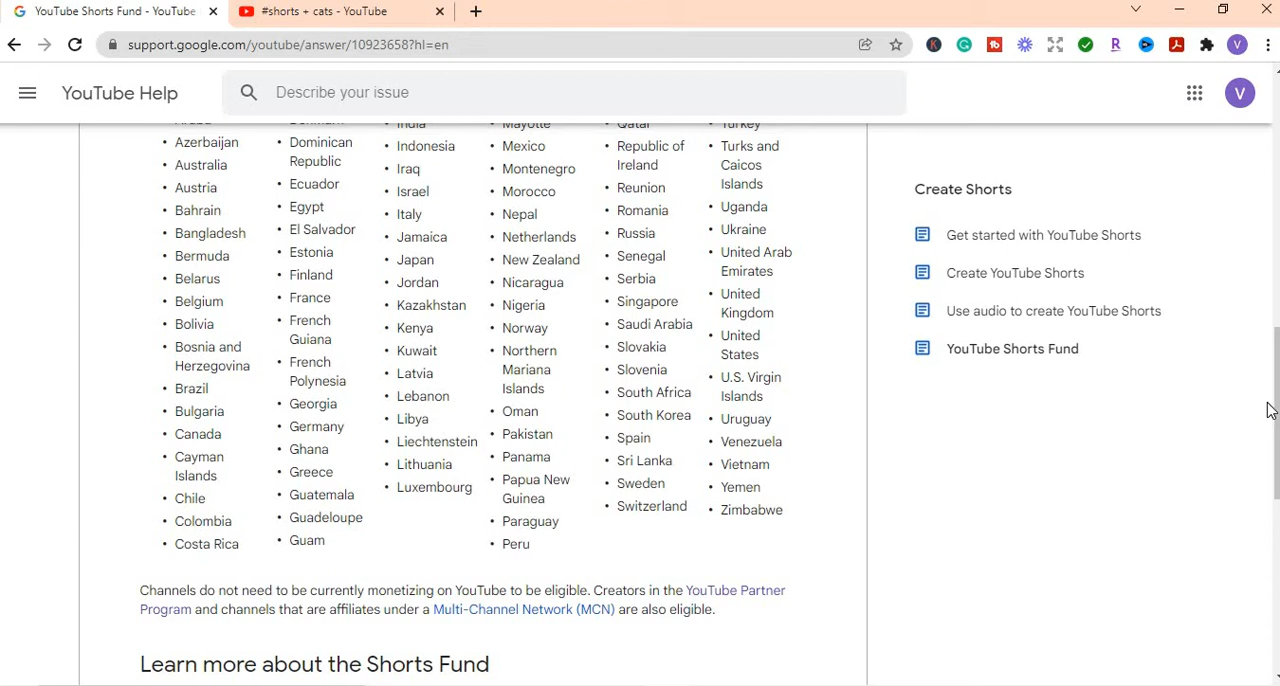 YouTube Shorts Fund - YouTube
#shorts + cats - YouTube
support.google.com/youtube/answer/10923658?hl=en
YouTube Help
Describe your issue
V
V
Azerbaijan
Australia
Austria
Bahrain
Bangladesh
Bermuda
Belarus
Belgium
Bolivia
Bosnia and
Herzegovina
Brazil
Bulgaria
Canada
Cayman
Islands
Chile
Colombia
Costa Rica
Dominican
Republic
Ecuador
Egypt
El Salvador
Estonia
Finland
France
French
Guiana
French
Polynesia
Georgia
Germany
Ghana
Greece
Guatemala
Guadeloupe
Guam
India
Indonesia
Iraq
Israel
Italy
Jamaica
Japan
Jordan
Kazakhstan
Kenya
Kuwait
Latvia
Lebanon
Libya
Liechtenstein
Lithuania
Luxembourg
Mayotte
Mexico
Montenegro
Morocco
Nepal
Netherlands
New Zealand
Nicaragua
Nigeria
Norway
Northern
Mariana
Islands
Oman
Pakistan
Panama
Papua New
Guinea
Paraguay
Peru
Qatar
Republic of
Ireland
Reunion
Romania
Russia
Senegal
Serbia
Singapore
Saudi Arabia
Slovakia
Slovenia
South Africa
South Korea
Spain
Sri Lanka
Sweden
Switzerland
Turkey
Turks and
Caicos
Islands
Uganda
Ukraine
United Arab
Emirates
United
Kingdom
United
States
U.S. Virgin
Islands
Uruguay
Venezuela
Vietnam
Yemen
Zimbabwe
Channels do not need to be currently monetizing on YouTube to be eligible. Creators in the YouTube Partner
Program and channels that are affiliates under a Multi-Channel Network (MCN) are also eligible.
Learn more about the Shorts Fund
Create Shorts
Get started with YouTube Shorts
Create YouTube Shorts
Use audio to create YouTube Shorts
YouTube Shorts Fund